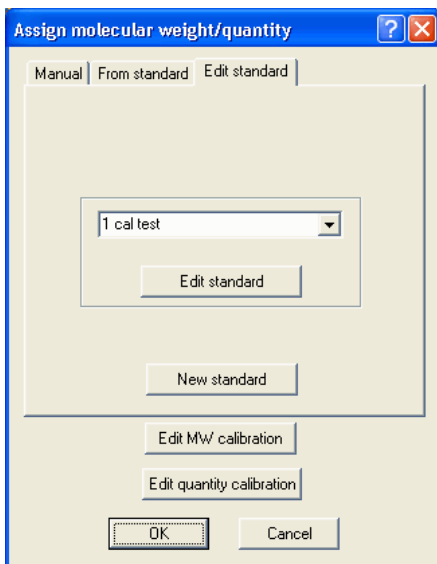 Assign molecular weight/quantity
Manual From standard Edit standard
1 cal test
Edit standard
New standard
Edit MW calibration
Edit quantity calibration
OK Cancel